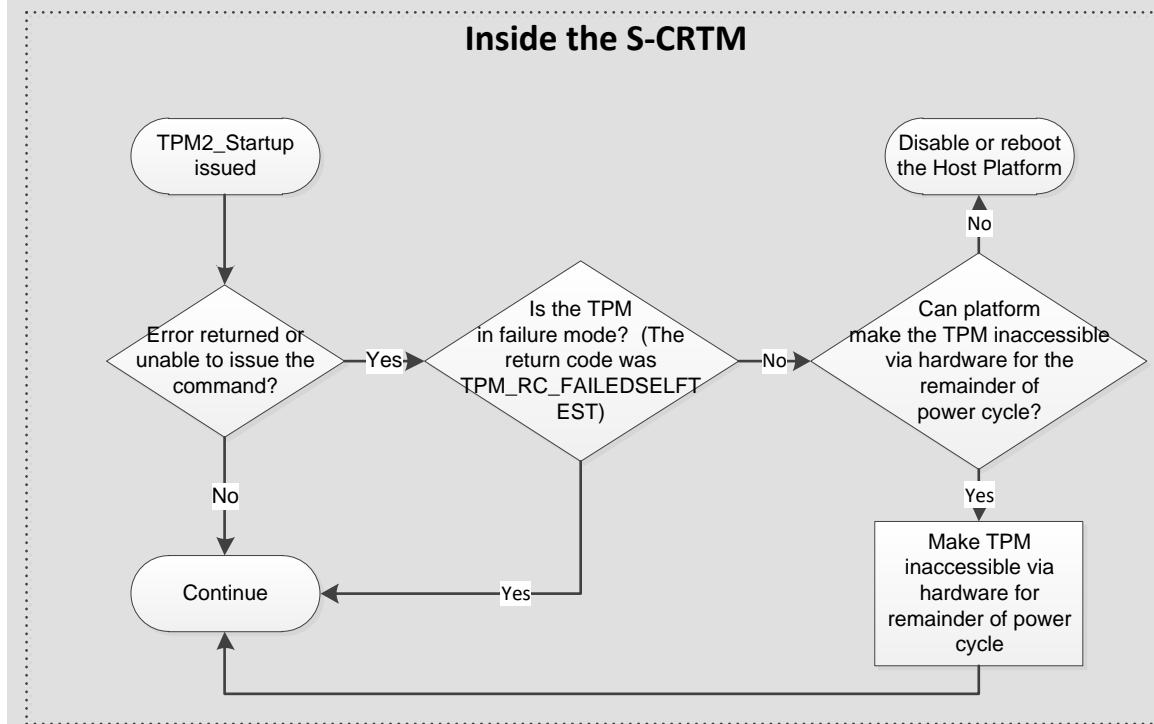 Inside the S-CRTM
TPM2_Startup
issued
Disable or reboot
the Host Platform
No
Error returned or
unable to issue the
command?
Yes
Is the TPM
in failure mode?  (The
return code was
TPM_RC_FAILEDSELFT
EST)
No
Can platform
make the TPM inaccessible
via hardware for the
remainder of
power cycle?
No
Yes
Continue
Yes
Make TPM
inaccessible via
hardware for
remainder of power
cycle